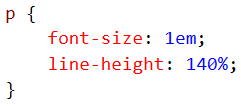 p {
    font-size: 1em;
    line-height: 140%;
}